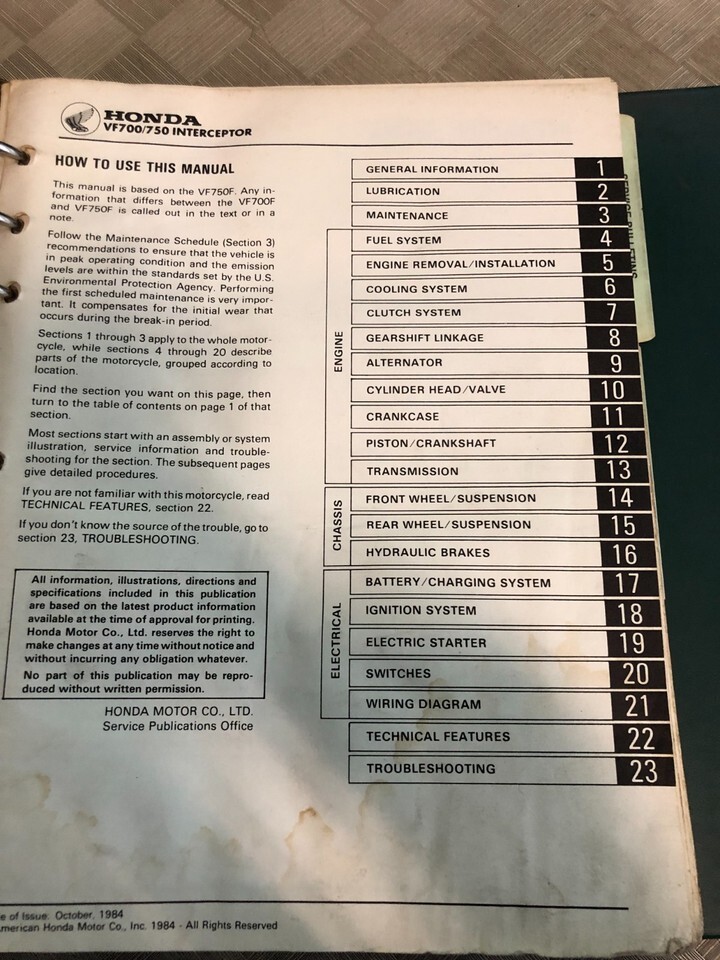 HONDA
VF700/750 INTERCEPTOR
HOW TO USE THIS MANUAL
This manual is based on the VF750F. Any in-
formation that differs between the VF700F
and VF750F is called out in the text or in a
note.
Follow the Maintenance Schedule (Section 3)
recommendations to ensure that the vehicle is
in peak operating condition and the emission
levels are within the standards set by the U.S.
Environmental Protection Agency. Performing
the first scheduled maintenance is very impor-
tant. It compensates for the initial wear that
occurs during the break-in period.
Sections 1 through 3 apply to the whole motor-
cycle, while sections 4 through 20 describe
parts of the motorcycle, grouped according to
location.
Find the section you want on this page, then
turn to the table of contents on page 1 of that
section.
Most sections start with an assembly or system
illustration, service information and trouble-
shooting for the section. The subsequent pages
give detailed procedures.
If you are not familiar with this motorcycle, read
TECHNICAL FEATURES, section 22.
If you don't know the source of the trouble, go to
section 23, TROUBLESHOOTING.
All information, illustrations, directions and
specifications included in this publication
are based on the latest product information
available at the time of approval for printing.
Honda Motor Co., Ltd. reserves the right to
make changes at any time without notice and
without incurring any obligation whatever.
No part of this publication may be repro-
duced without written permission.
HONDA MOTOR CO., LTD.
Service Publications Office
GENERAL INFORMATION 1
LUBRICATION 2
MAINTENANCE 3
ENGINE
FUEL SYSTEM 4
ENGINE REMOVAL/INSTALLATION 5
COOLING SYSTEM 6
CLUTCH SYSTEM 7
GEARSHIFT LINKAGE 8
ALTERNATOR 9
CYLINDER HEAD/VALVE 10
CRANKCASE 11
PISTON/CRANKSHAFT 12
TRANSMISSION 13
CHASSIS
FRONT WHEEL/SUSPENSION 14
REAR WHEEL/SUSPENSION 15
HYDRAULIC BRAKES 16
ELECTRICAL
BATTERY/CHARGING SYSTEM 17
IGNITION SYSTEM 18
ELECTRIC STARTER 19
SWITCHES 20
WIRING DIAGRAM 21
TECHNICAL FEATURES 22
TROUBLESHOOTING 23
e of Issue: October, 1984
merican Honda Motor Co., Inc. 1984 - All Rights Reserved